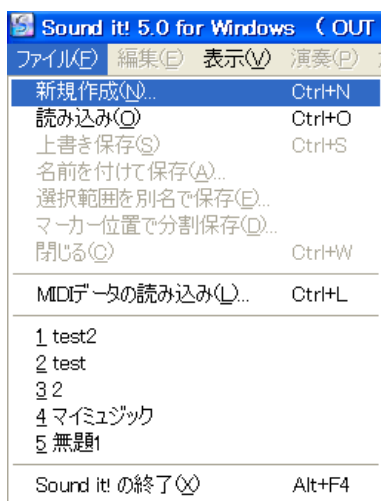 Sound it! 5.0 for Windows （ OUT
ファイル(F) 編集(E) 表示(V) 演奏(P)
新規作成(N)... Ctrl+N
読み込み(O) Ctrl+O
上書き保存(S) Ctrl+S
名前を付けて保存(A)...
選択範囲を別名で保存(E)...
マーカー位置で分割保存(D)...
閉じる(C) Ctrl+W
MIDIデータの読み込み(L)... Ctrl+L
1 test2
2 test
3 2
4 マイミュージック
5 無題1
Sound it! の終了(X) Alt+F4